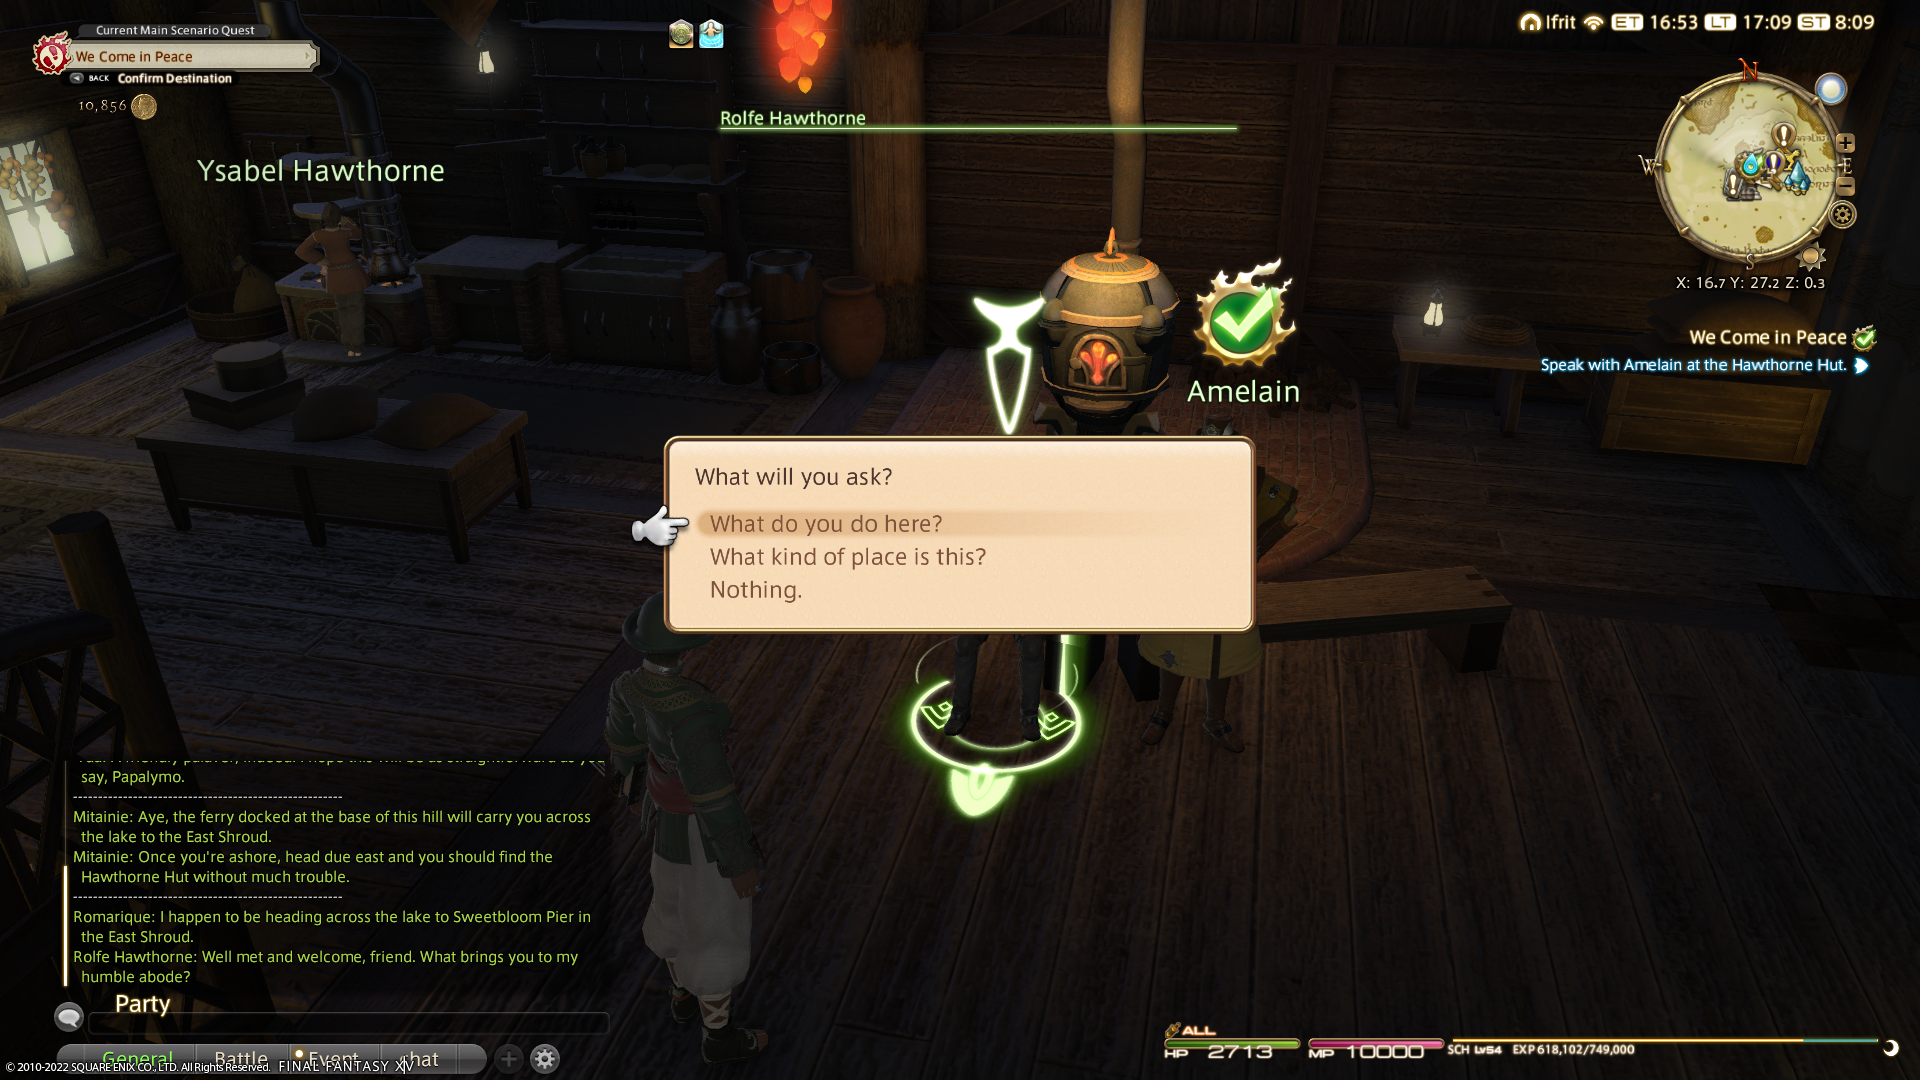 Current Main Scenario Quest
We Come in Peace
BACK Confirm Destination
10,856
Ifrit ET 16:53 LT 17:09 ST 8:09
Rolfe Hawthorne
Ysabel Hawthorne
N
W
E
S
X: 16.7 Y: 27.2 Z: 0.3
We Come in Peace
Speak with Amelain at the Hawthorne Hut.
Amelain
What will you ask?
What do you do here?
What kind of place is this?
Nothing.
say, Papalymo.
Mitainie: Aye, the ferry docked at the base of this hill will carry you across
the lake to the East Shroud.
Mitainie: Once you're ashore, head due east and you should find the
Hawthorne Hut without much trouble.
Romarique: I happen to be heading across the lake to Sweetbloom Pier in
the East Shroud.
Rolfe Hawthorne: Well met and welcome, friend. What brings you to my
humble abode?
Party
General Battle Event Chat
© 2010-2022 SQUARE ENIX CO., LTD. All Rights Reserved. FINAL FANTASY XIV
ALL
HP 2713 MP 10000 SCH Lv54 EXP 618,102/749,000